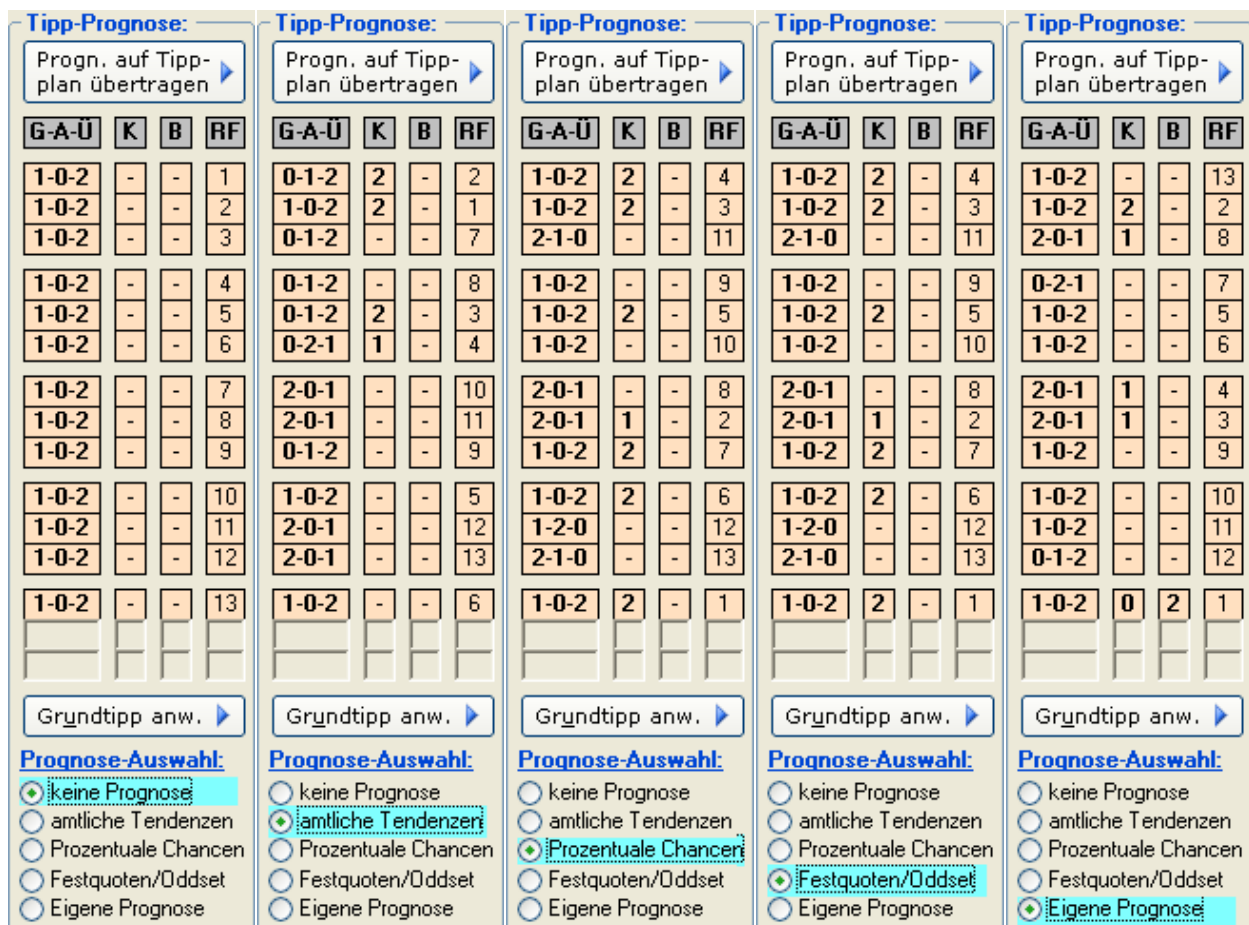 Tipp-Prognose: Tipp-Prognose: Tipp-Prognose: Tipp-Prognose: Tipp-Prognose:
Progn. auf Tipp- Progn. auf Tipp- Progn. auf Tipp- Progn. auf Tipp- Progn. auf Tipp-
plan übertragen plan übertragen plan übertragen plan übertragen plan übertragen
G-A-Ü K B RF G-A-Ü K B RF G-A-Ü K B RF G-A-Ü K B RF G-A-Ü K B RF
1-0-2 - - 1 0-1-2 2 - 2 1-0-2 2 - 4 1-0-2 2 - 4 1-0-2 - - 13
1-0-2 - - 2 1-0-2 2 - 1 1-0-2 2 - 3 1-0-2 2 - 3 1-0-2 2 - 2
1-0-2 - - 3 0-1-2 - - 7 2-1-0 - - 11 2-1-0 - - 11 2-0-1 1 - 8
1-0-2 - - 4 0-1-2 - - 8 1-0-2 - - 9 1-0-2 - - 9 0-2-1 - - 7
1-0-2 - - 5 0-1-2 2 - 3 1-0-2 2 - 5 1-0-2 2 - 5 1-0-2 - - 5
1-0-2 - - 6 0-2-1 1 - 4 1-0-2 - - 10 1-0-2 - - 10 1-0-2 - - 6
1-0-2 - - 7 2-0-1 - - 10 2-0-1 - - 8 2-0-1 - - 8 2-0-1 1 - 4
1-0-2 - - 8 2-0-1 - - 11 2-0-1 1 - 2 2-0-1 1 - 2 2-0-1 1 - 3
1-0-2 - - 9 0-1-2 - - 9 1-0-2 2 - 7 1-0-2 2 - 7 1-0-2 - - 9
1-0-2 - - 10 1-0-2 - - 5 1-0-2 2 - 6 1-0-2 2 - 6 1-0-2 - - 10
1-0-2 - - 11 2-0-1 - - 12 1-2-0 - - 12 1-2-0 - - 12 1-0-2 - - 11
1-0-2 - - 12 2-0-1 - - 13 2-1-0 - - 13 2-1-0 - - 13 0-1-2 - - 12
1-0-2 - - 13 1-0-2 - - 6 1-0-2 2 - 1 1-0-2 2 - 1 1-0-2 0 2 1
Grundtipp anw. Grundtipp anw. Grundtipp anw. Grundtipp anw. Grundtipp anw.
Prognose-Auswahl: Prognose-Auswahl: Prognose-Auswahl: Prognose-Auswahl: Prognose-Auswahl:
keine Prognose keine Prognose keine Prognose keine Prognose keine Prognose
amtliche Tendenzen amtliche Tendenzen amtliche Tendenzen amtliche Tendenzen amtliche Tendenzen
Prozentuale Chancen Prozentuale Chancen Prozentuale Chancen Prozentuale Chancen Prozentuale Chancen
Festquoten/Oddset Festquoten/Oddset Festquoten/Oddset Festquoten/Oddset Festquoten/Oddset
Eigene Prognose Eigene Prognose Eigene Prognose Eigene Prognose Eigene Prognose